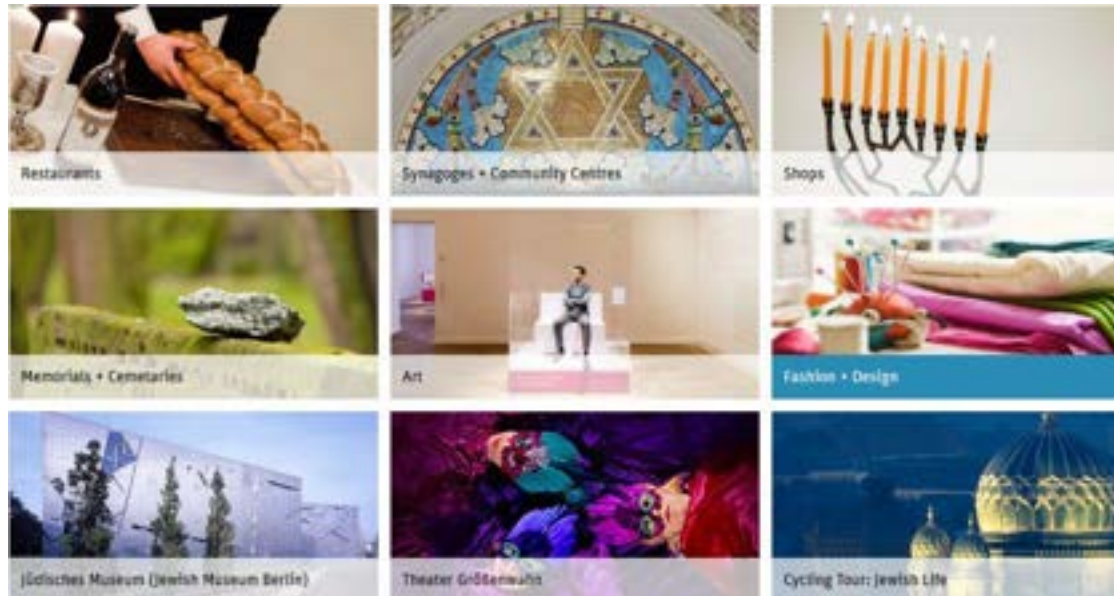 Restaurants
Synagoges + Community Centres
Shops
Memorials + Cemetaries
Art
Fashion + Design
Jüdisches Museum (Jewish Museum Berlin)
Theater Größenwahn
Cycling Tour: Jewish Life